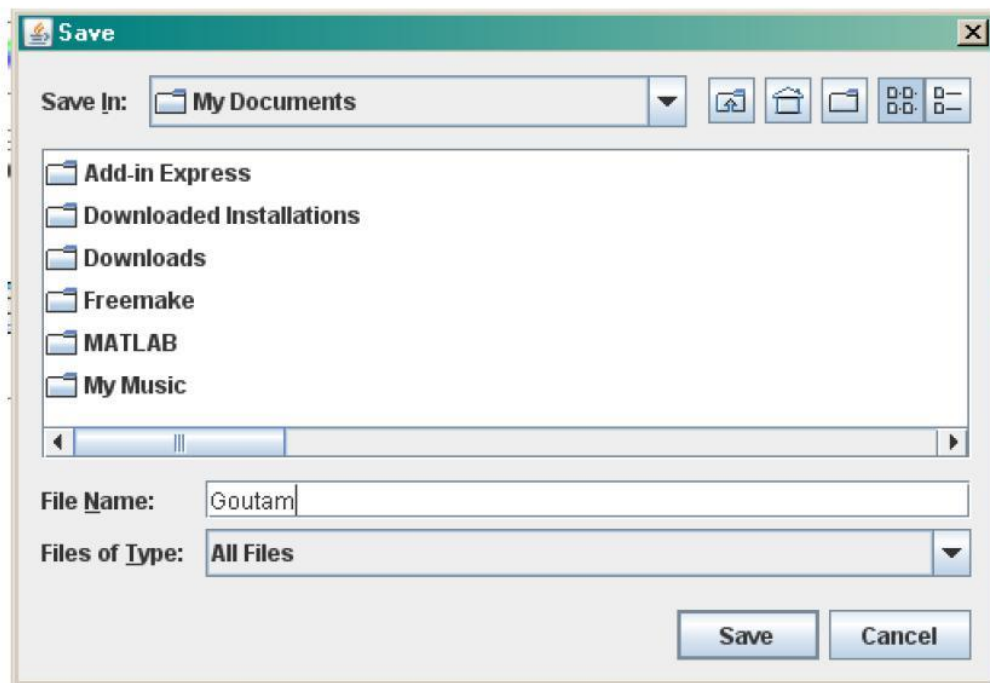 Save
Save In: My Documents
Add-in Express
Downloaded Installations
Downloads
Freemake
MATLAB
My Music
File Name: Goutam
Files of Type: All Files
Save Cancel